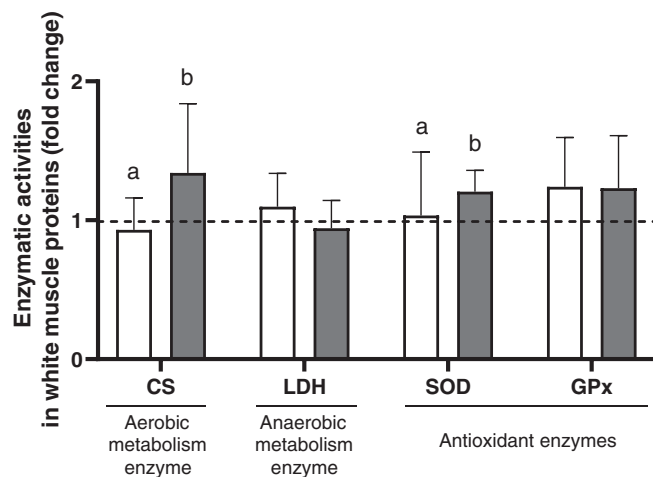 Enzymatic activities
in white muscle proteins (fold change)
2
1
0
a
b
a
b
CS
LDH
SOD
GPx
Aerobic
metabolism
enzyme
Anaerobic
metabolism
enzyme
Antioxidant enzymes